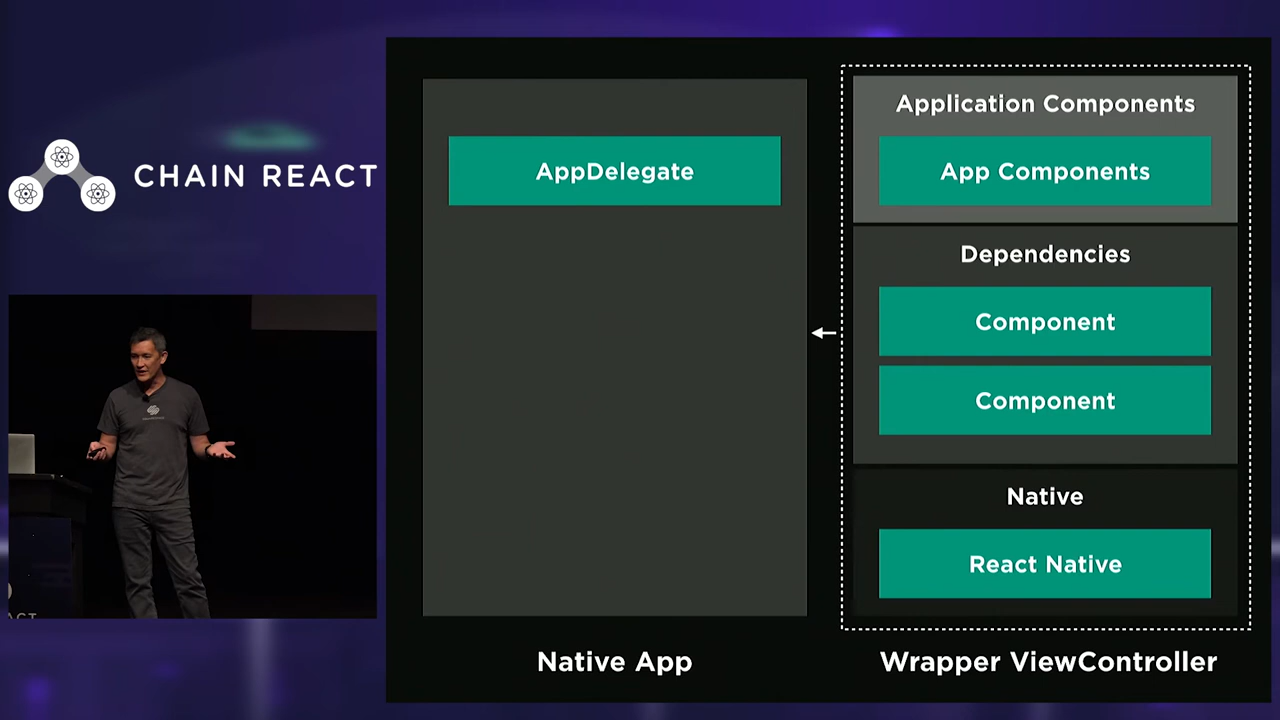 CHAIN REACT
AppDelegate
Native App
Application Components
App Components
Dependencies
Component
Component
Native
React Native
Wrapper ViewController